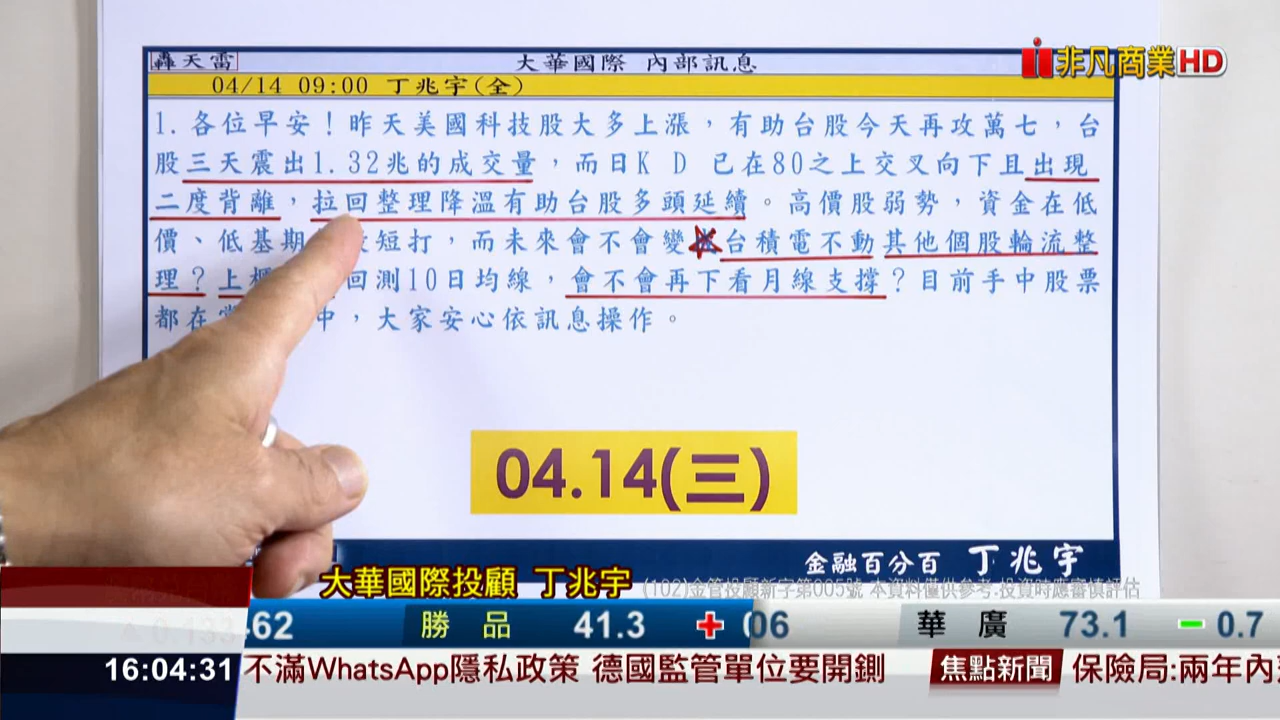 轟天雷
大華國際 內部訊息
非凡商業HD
04/14 09:00 丁兆宇(全)
1. 各位早安！昨天美國科技股大多上漲，有助台股今天再攻萬七，台
股三天震出1.32兆的成交量，而日K D 已在80之上交叉向下且出現
二度背離，拉回整理降溫有助台股多頭延續。高價股弱勢，資金在低
價、低基期 短打，而未來會不會變 台積電不動其他個股輪流整
理？上 回測10日均線，會不會再下看月線支撐？目前手中股票
都在 中，大家安心依訊息操作。
04.14(三)
金融百分百 丁兆宇
大華國際投顧 丁兆宇
(102)金管投顧新字第005號 本資料僅供參考.投資時應審慎評估
62 勝品 41.3 06 華廣 73.1 0.7
16:04:31 不滿WhatsApp隱私政策 德國監管單位要開鍘 焦點新聞 保險局:兩年內